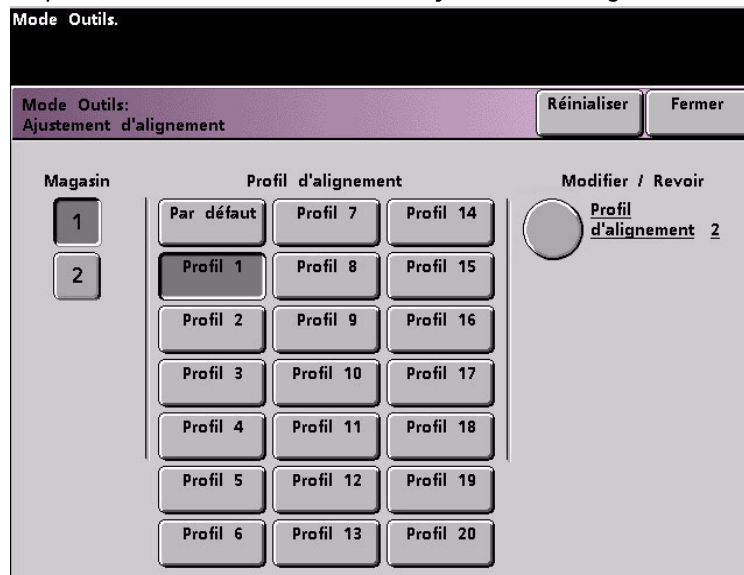 Mode Outils.
Mode Outils:
Ajustement d'alignement
Réinialiser
Fermer
Magasin
1
2
Profil d'alignement
Par défaut
Profil 7
Profil 14
Profil 1
Profil 8
Profil 15
Profil 2
Profil 9
Profil 16
Profil 3
Profil 10
Profil 17
Profil 4
Profil 11
Profil 18
Profil 5
Profil 12
Profil 19
Profil 6
Profil 13
Profil 20
Modifier / Revoir
Profil
d'alignement 2